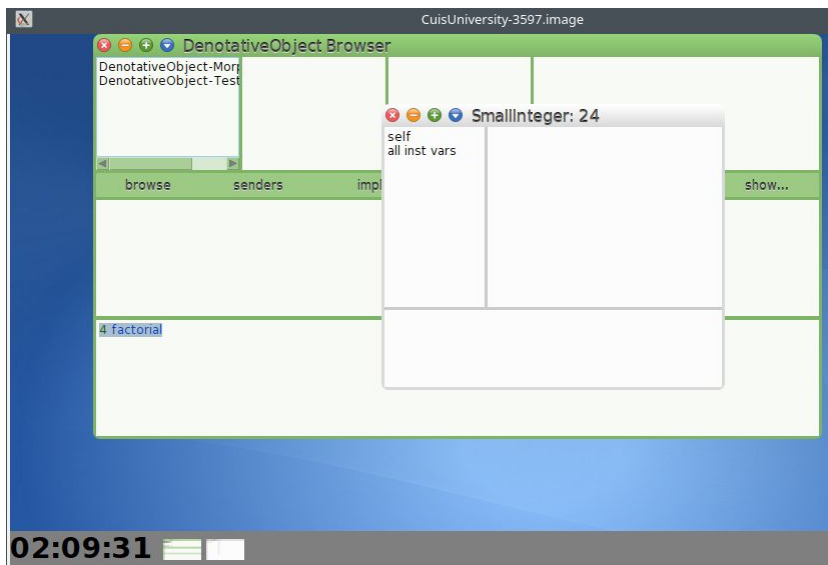 CuisUniversity-3597.image
DenotativeObject Browser
DenotativeObject-Morp
DenotativeObject-Test
SmallInteger: 24
self
all inst vars
browse senders impl show...
4 factorial
02:09:31